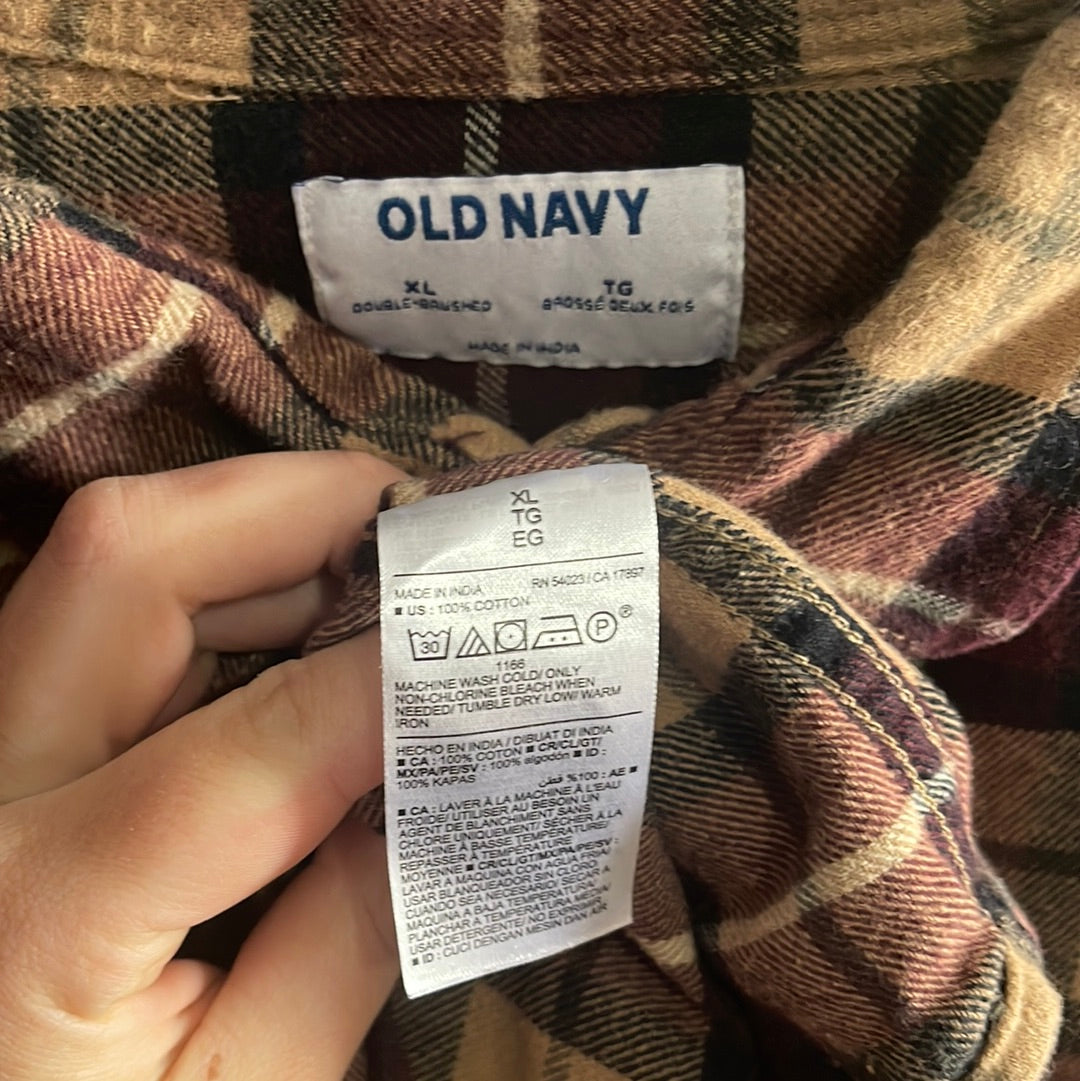 OLD NAVY
XL TG
DOUBLE-BRUSHED BROSSÉ DEUX FOIS
MADE IN INDIA
XL
TG
EG
MADE IN INDIA RN 54023 / CA 17897
■ US : 100% COTTON
30 P ®
1166
MACHINE WASH COLD/ ONLY
NON-CHLORINE BLEACH WHEN
NEEDED/ TUMBLE DRY LOW/ WARM
IRON
HECHO EN INDIA / DIBUAT DI INDIA
■ CA : 100% COTON ■ CR/CL/GT/
MX/PA/PE/SV : 100% algodón ■ ID :
100% KAPAS
■ AE : 100% قطن
■ CA : LAVER À LA MACHINE À L'EAU
FROIDE/ UTILISER AU BESOIN UN
AGENT DE BLANCHIMENT SANS
CHLORE UNIQUEMENT/ SÉCHER À LA
MACHINE À BASSE TEMPÉRATURE/
REPASSER À TEMPÉRATURE
MOYENNE ■ CR/CL/GT/MX/PA/PE/SV :
LAVAR A MAQUINA CON AGUA FRIA/
USAR BLANQUEADOR SIN CLORO
CUANDO SEA NECESARIO/ SECAR A
MAQUINA A BAJA TEMPERATURA/
PLANCHAR A TEMPERATURA MEDIA/
USAR DETERGENTE/ NO EXPRIMIR
■ ID : CUCI DENGAN MESIN DAN AIR